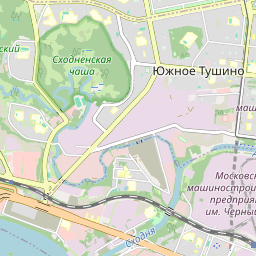 ский
Сходненская
чаша
Южное Тушино
маш
Московс
машиностро
предприя
им. Черны
Сходня